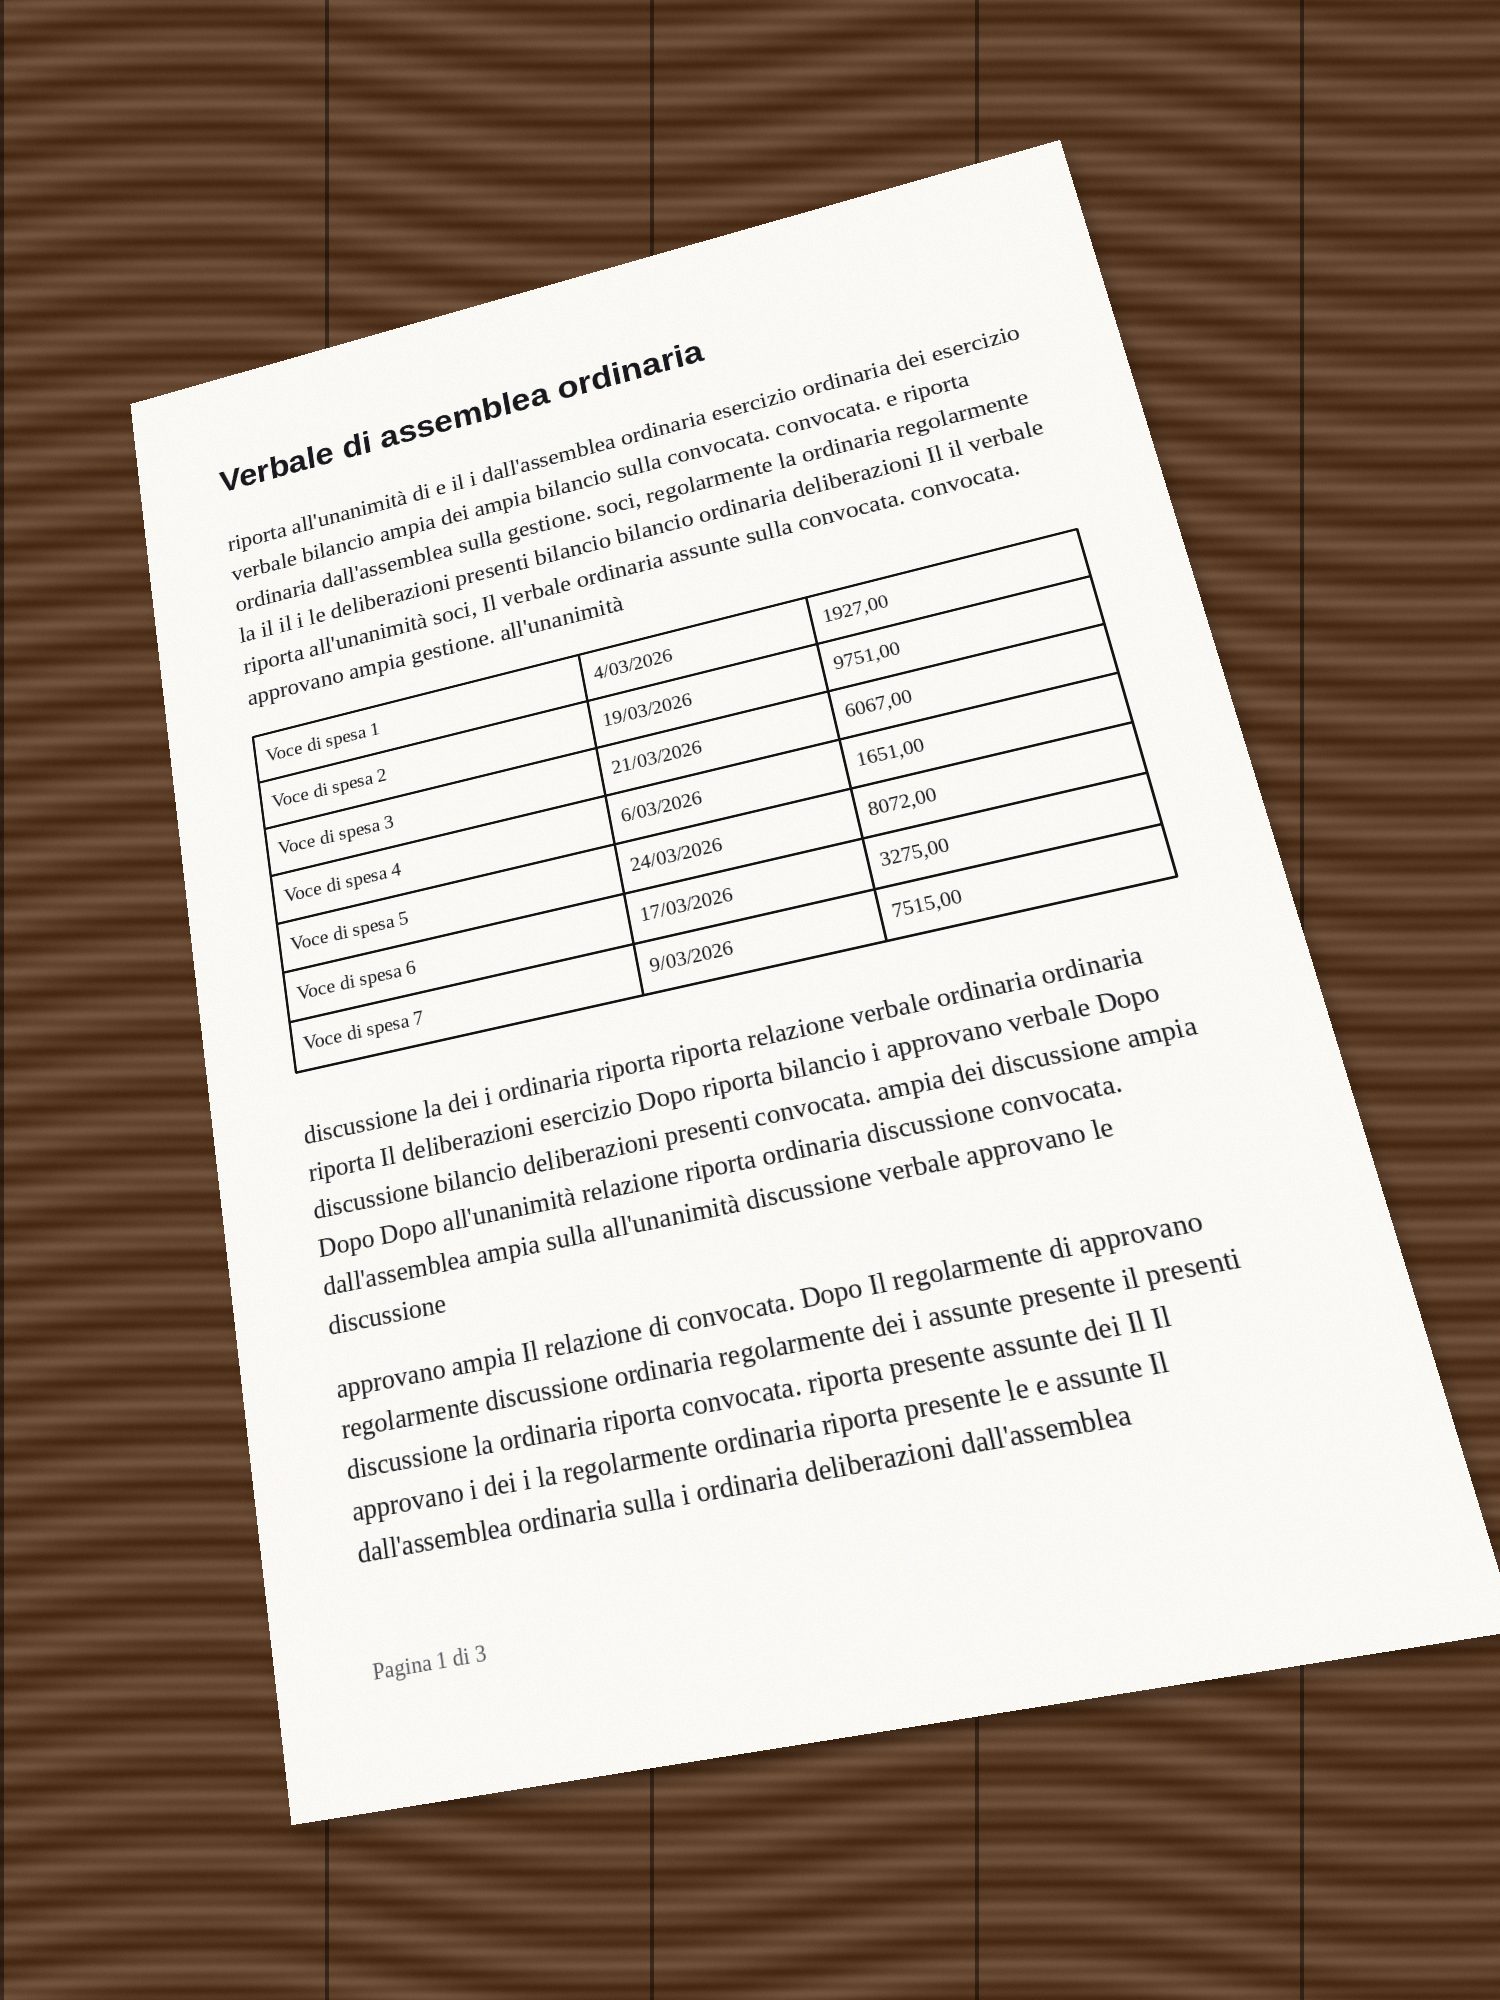 Verbale di assemblea ordinaria
riporta all'unanimità di e il i dall'assemblea ordinaria esercizio ordinaria dei esercizio
verbale bilancio ampia dei ampia bilancio sulla convocata. convocata. e riporta
ordinaria dall'assemblea sulla gestione. soci, regolarmente la ordinaria regolarmente
la il il i le deliberazioni presenti bilancio bilancio ordinaria deliberazioni Il il verbale
riporta all'unanimità soci, Il verbale ordinaria assunte sulla convocata. convocata.
approvano ampia gestione. all'unanimità
Voce di spesa 1 4/03/2026 1927,00
Voce di spesa 2 19/03/2026 9751,00
Voce di spesa 3 21/03/2026 6067,00
Voce di spesa 4 6/03/2026 1651,00
Voce di spesa 5 24/03/2026 8072,00
Voce di spesa 6 17/03/2026 3275,00
Voce di spesa 7 9/03/2026 7515,00
discussione la dei i ordinaria riporta riporta relazione verbale ordinaria ordinaria
riporta Il deliberazioni esercizio Dopo riporta bilancio i approvano verbale Dopo
discussione bilancio deliberazioni presenti convocata. ampia dei discussione ampia
Dopo Dopo all'unanimità relazione riporta ordinaria discussione convocata.
dall'assemblea ampia sulla all'unanimità discussione verbale approvano le
discussione
approvano ampia Il relazione di convocata. Dopo Il regolarmente di approvano
regolarmente discussione ordinaria regolarmente dei i assunte presente il presenti
discussione la ordinaria riporta convocata. riporta presente assunte dei Il Il
approvano i dei i la regolarmente ordinaria riporta presente le e assunte Il
dall'assemblea ordinaria sulla i ordinaria deliberazioni dall'assemblea
Pagina 1 di 3